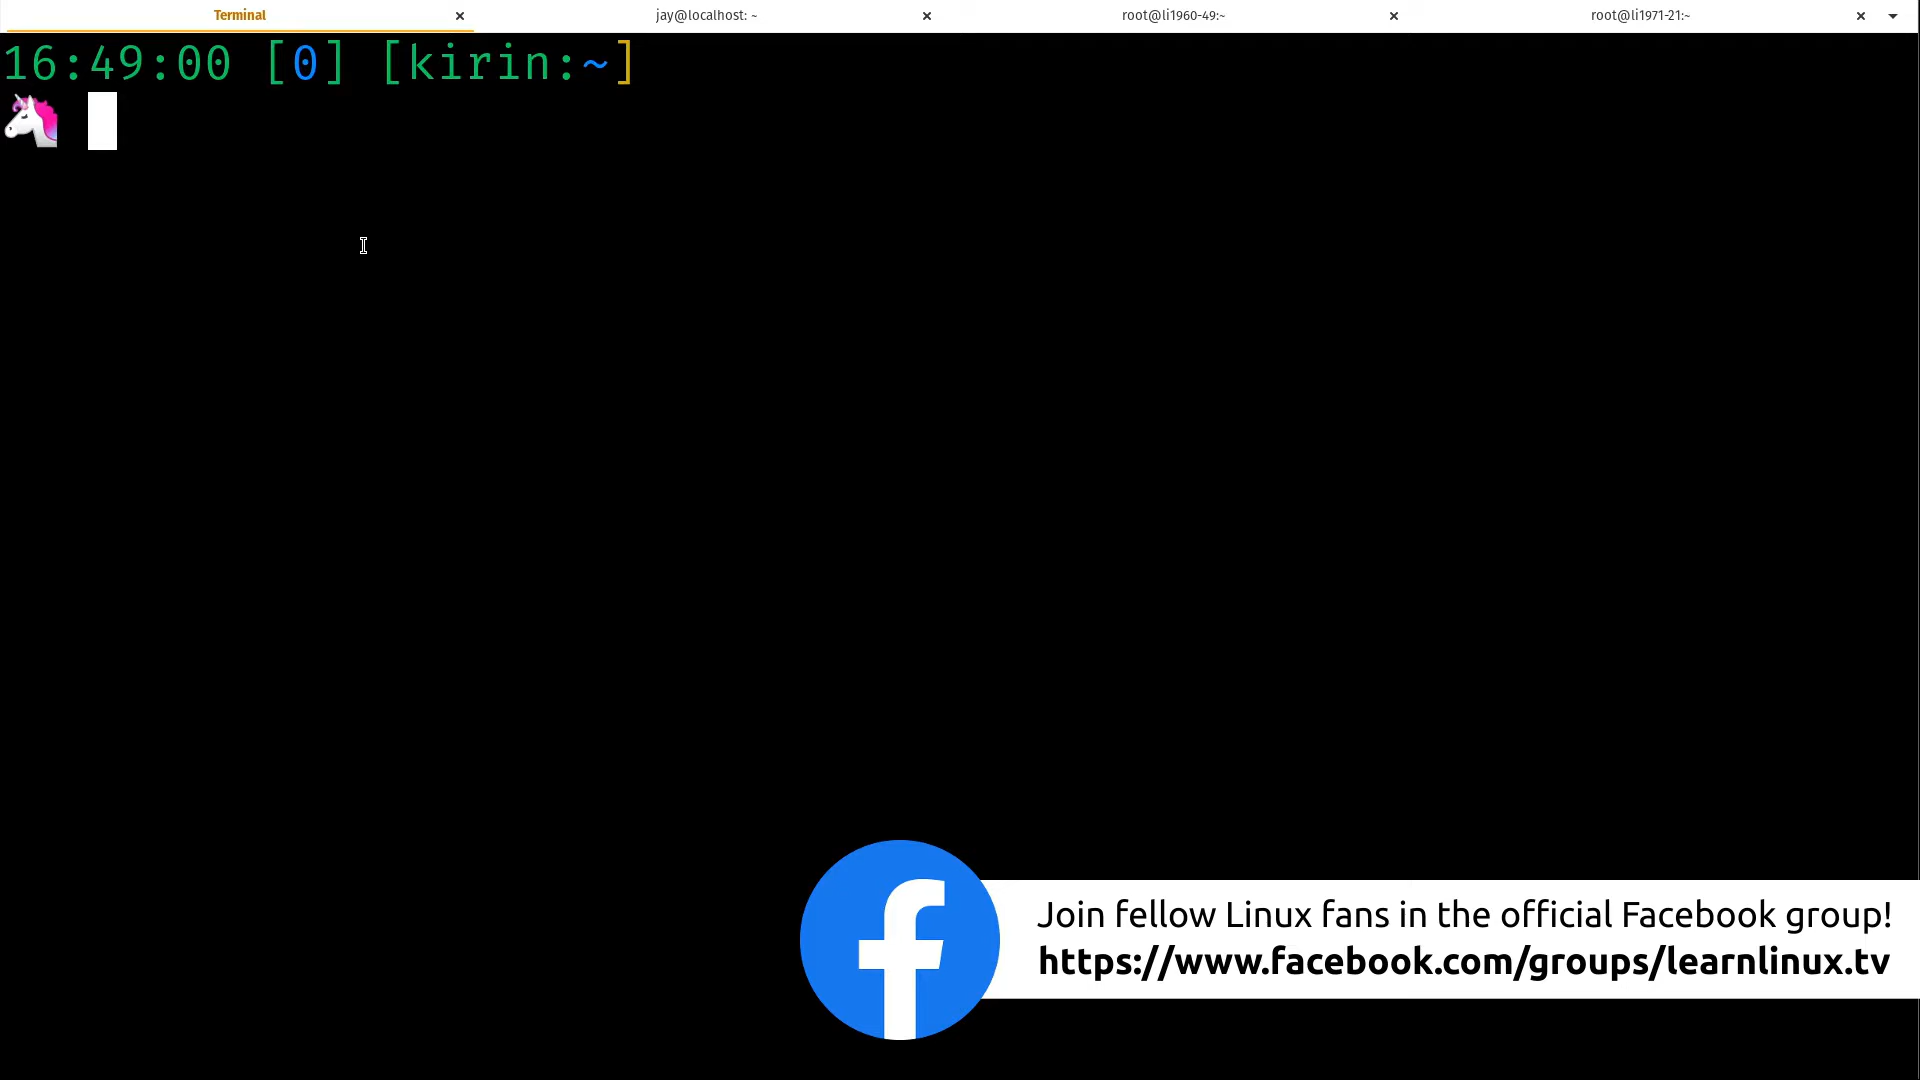 Terminal
jay@localhost: ~
root@li1960-49:~
root@li1971-21:~
16:49:00 [0] [kirin:~]
Join fellow Linux fans in the official Facebook group!
https://www.facebook.com/groups/learnlinux.tv